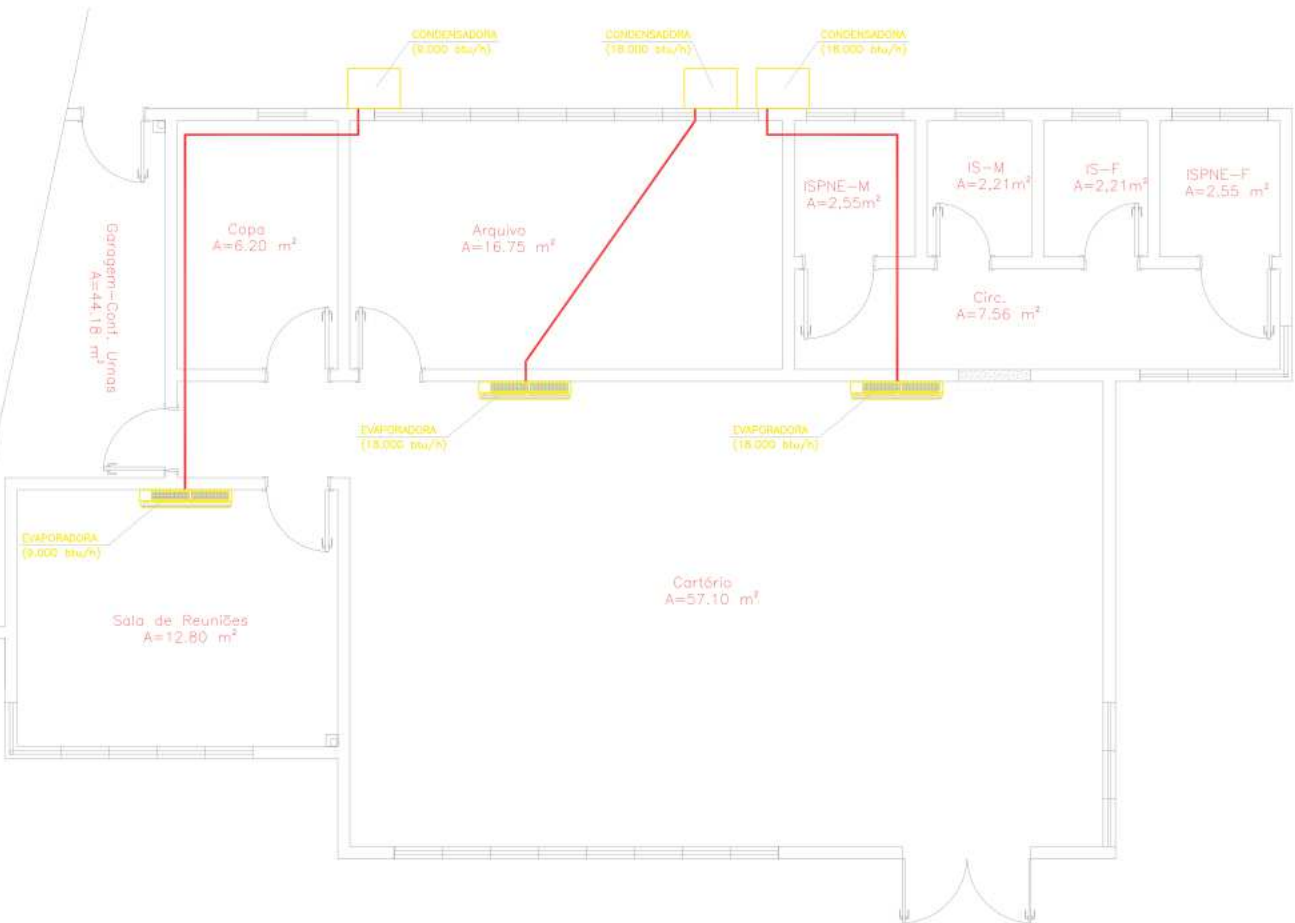 CONDENSADORA
(9.000 btu/h)
CONDENSADORA
(18.000 btu/h)
CONDENSADORA
(18.000 btu/h)
Copa
A=6.20 m²
Arquivo
A=16.75 m²
ISPNE-M
A=2,55m²
IS-M
A=2,21m²
IS-F
A=2,21m²
ISPNE-F
A=2,55 m²
Garagem-Conf. Urnas
A=44.18 m²
Circ.
A=7.56 m²
EVAPORADORA
(18.000 btu/h)
EVAPORADORA
(18.000 btu/h)
EVAPORADORA
(9.000 btu/h)
Sala de Reuniões
A=12.80 m²
Cartório
A=57.10 m²